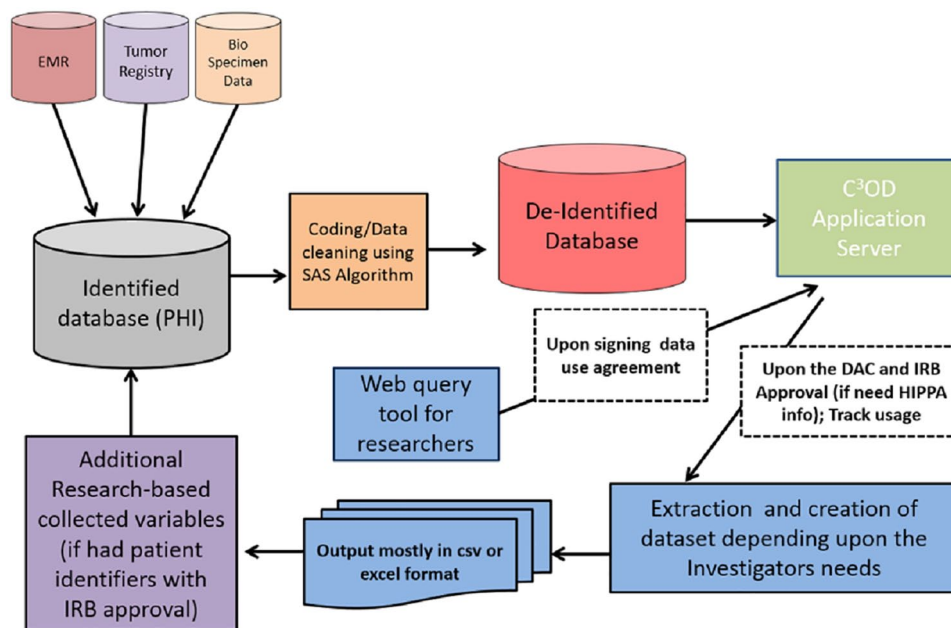 EMR
Tumor
Registry
Bio
Specimen
Data
Identified
database (PHI)
Coding/Data
cleaning using
SAS Algorithm
De-Identified
Database
C³OD
Application
Server
Upon signing data
use agreement
Web query
tool for
researchers
Upon the DAC and IRB
Approval (if need HIPPA
info); Track usage
Extraction and creation of
dataset depending upon the
Investigators needs
Output mostly in csv or
excel format
Additional
Research-based
collected variables
(if had patient
identifiers with
IRB approval)